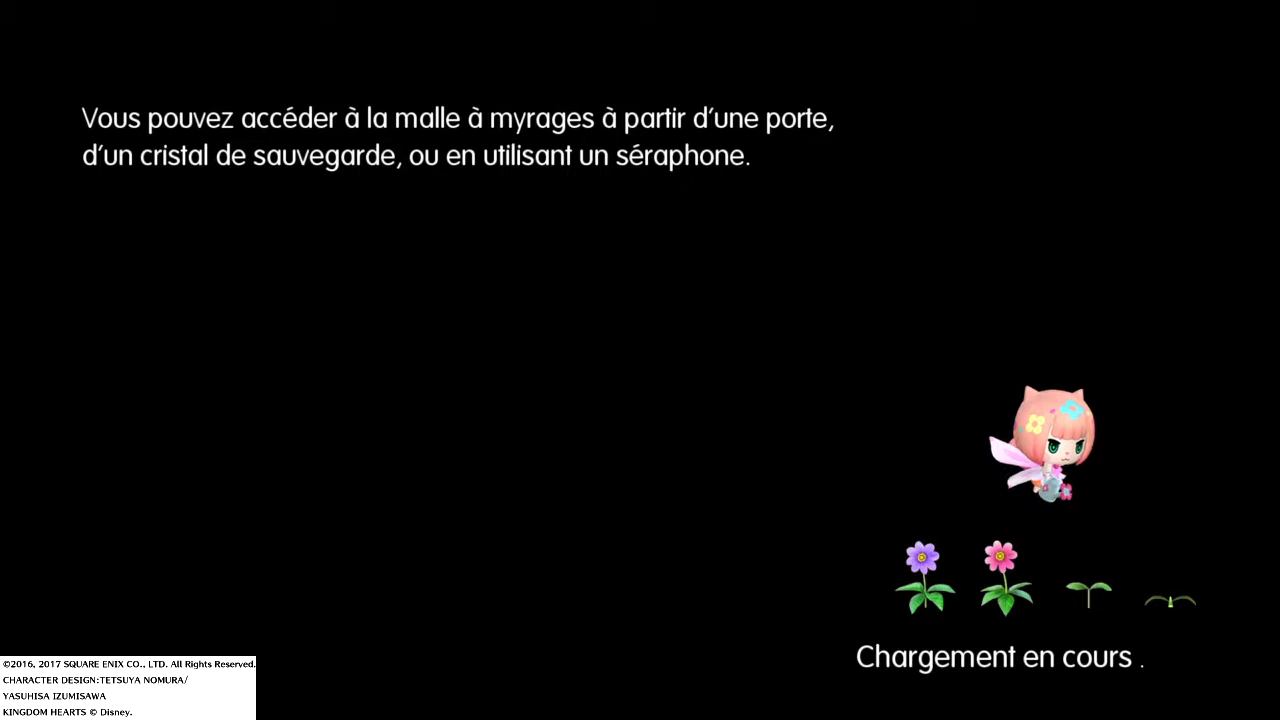 Vous pouvez accéder à la malle à myrages à partir d'une porte,
d'un cristal de sauvegarde, ou en utilisant un séraphone.
Chargement en cours .
©2016, 2017 SQUARE ENIX CO., LTD. All Rights Reserved.
CHARACTER DESIGN:TETSUYA NOMURA/
YASUHISA IZUMISAWA
KINGDOM HEARTS © Disney.